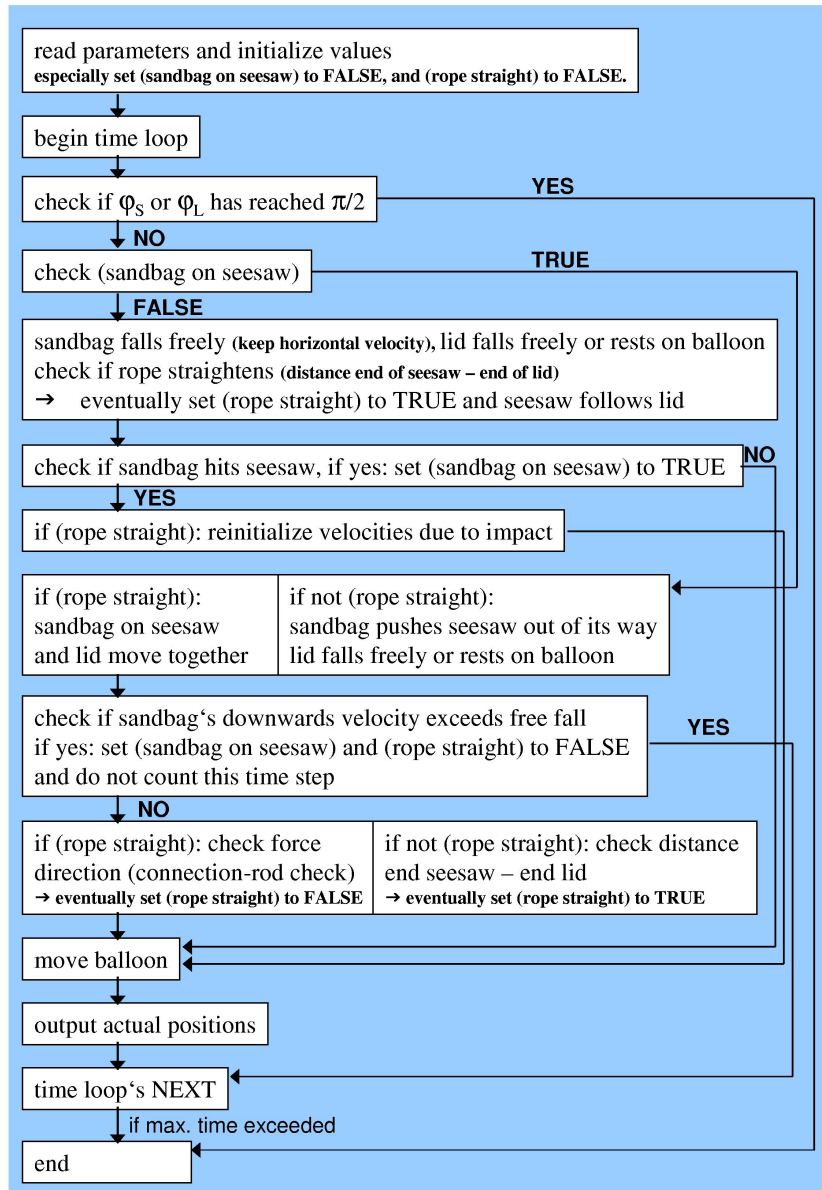 read parameters and initialize values
especially set (sandbag on seesaw) to FALSE, and (rope straight) to FALSE.
begin time loop
check if φS or φL has reached π/2
YES
NO
check (sandbag on seesaw)
TRUE
FALSE
sandbag falls freely (keep horizontal velocity), lid falls freely or rests on balloon
check if rope straightens (distance end of seesaw – end of lid)
➔ eventually set (rope straight) to TRUE and seesaw follows lid
check if sandbag hits seesaw, if yes: set (sandbag on seesaw) to TRUE
NO
YES
if (rope straight): reinitialize velocities due to impact
if (rope straight):
sandbag on seesaw
and lid move together
if not (rope straight):
sandbag pushes seesaw out of its way
lid falls freely or rests on balloon
check if sandbag‘s downwards velocity exceeds free fall
if yes: set (sandbag on seesaw) and (rope straight) to FALSE
and do not count this time step
YES
NO
if (rope straight): check force
direction (connection-rod check)
➔ eventually set (rope straight) to FALSE
if not (rope straight): check distance
end seesaw – end lid
➔ eventually set (rope straight) to TRUE
move balloon
output actual positions
time loop‘s NEXT
if max. time exceeded
end